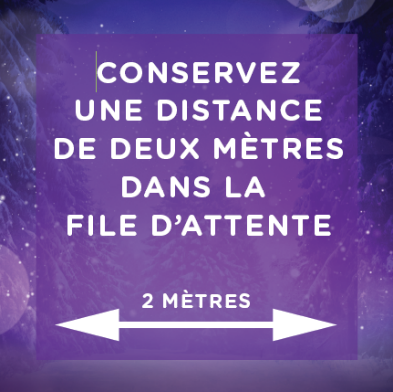 CONSERVEZ
UNE DISTANCE
DE DEUX MÈTRES
DANS LA
FILE D’ATTENTE
2 MÈTRES